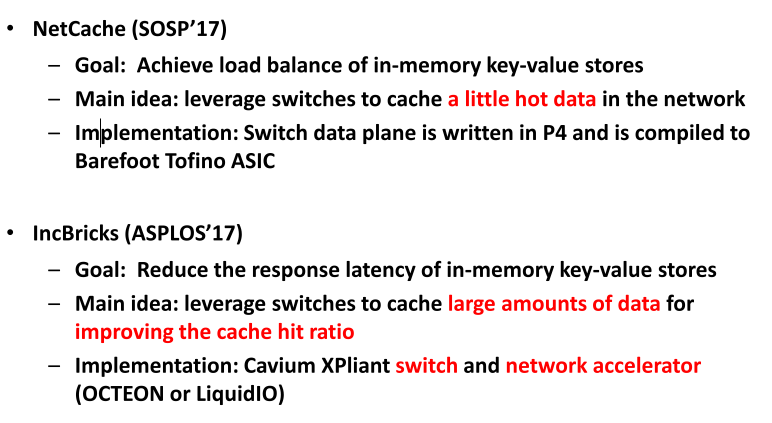 • NetCache (SOSP’17)
– Goal:  Achieve load balance of in-memory key-value stores
– Main idea: leverage switches to cache a little hot data in the network
– Implementation: Switch data plane is written in P4 and is compiled to
Barefoot Tofino ASIC
• IncBricks (ASPLOS’17)
– Goal:  Reduce the response latency of in-memory key-value stores
– Main idea: leverage switches to cache large amounts of data for
improving the cache hit ratio
– Implementation: Cavium XPliant switch and network accelerator
(OCTEON or LiquidIO)